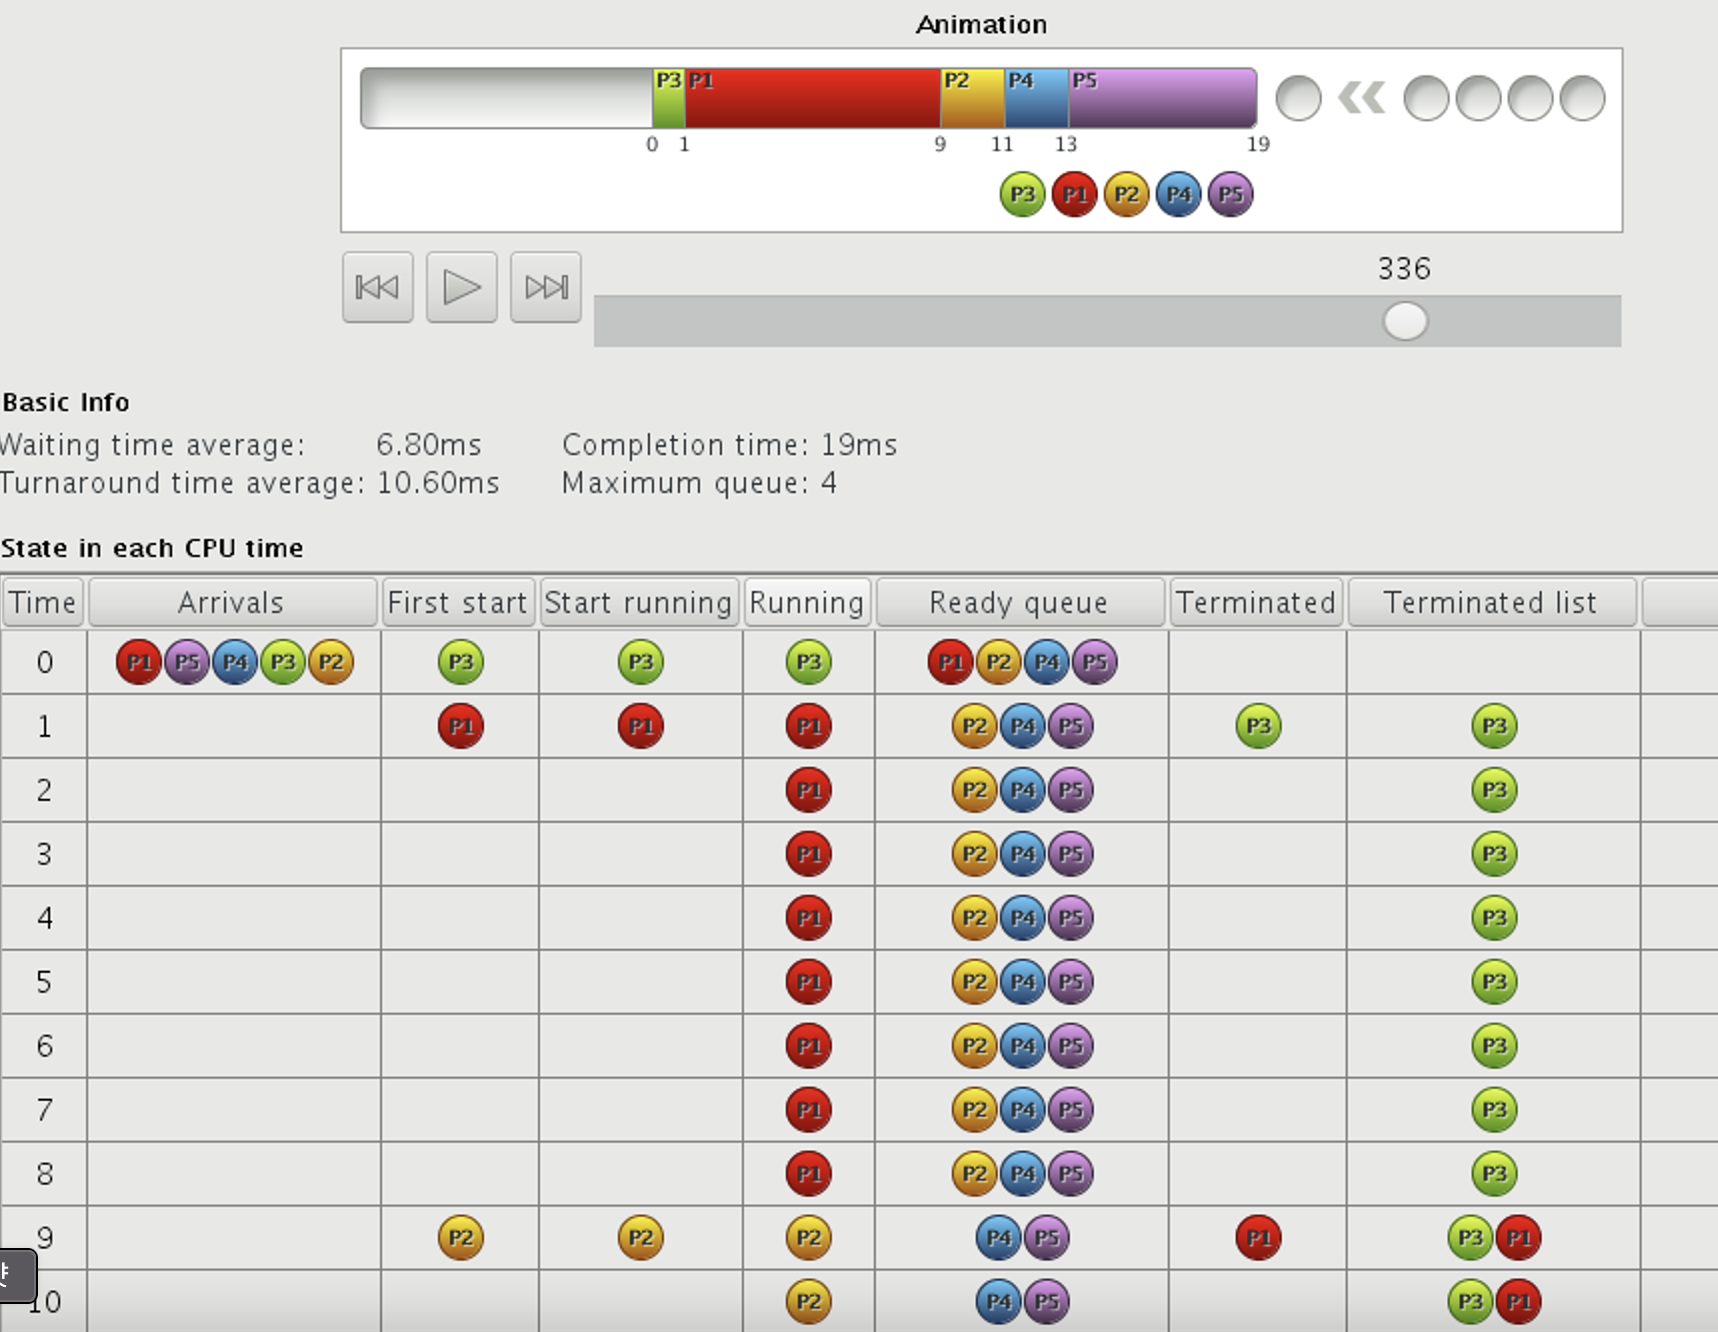 Animation
P3 P1 P2 P4 P5
0 1 9 11 13 19
P3 P1 P2 P4 P5
336
Basic Info
Waiting time average: 6.80ms Completion time: 19ms
Turnaround time average: 10.60ms Maximum queue: 4
State in each CPU time
Time Arrivals First start Start running Running Ready queue Terminated Terminated list
0 P1 P5 P4 P3 P2 P3 P3 P3 P1 P2 P4 P5
1 P1 P1 P1 P2 P4 P5 P3 P3
2 P1 P2 P4 P5 P3
3 P1 P2 P4 P5 P3
4 P1 P2 P4 P5 P3
5 P1 P2 P4 P5 P3
6 P1 P2 P4 P5 P3
7 P1 P2 P4 P5 P3
8 P1 P2 P4 P5 P3
9 P2 P2 P2 P4 P5 P1 P3 P1
10 P2 P4 P5 P3 P1